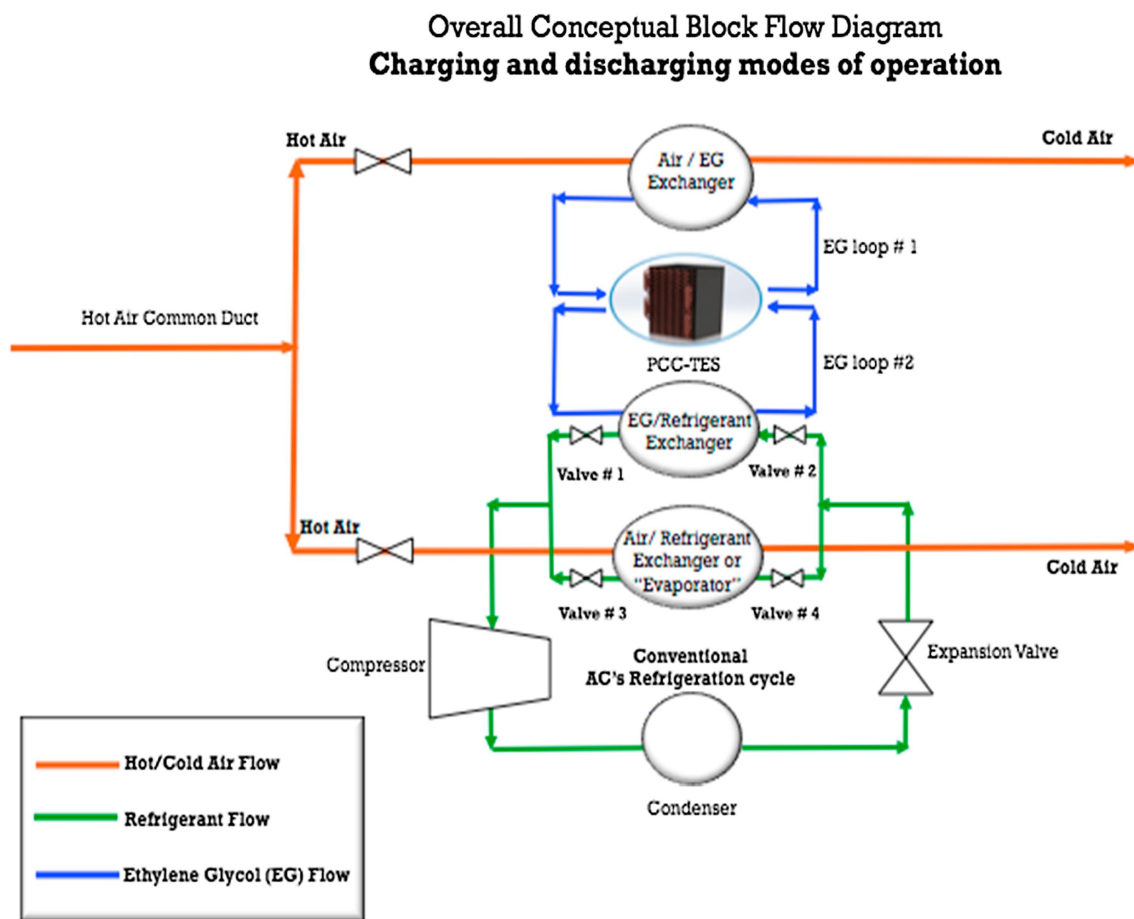 Overall Conceptual Block Flow Diagram
Charging and discharging modes of operation
Hot Air
Cold Air
Air / EG
Exchanger
EG loop # 1
Hot Air Common Duct
PCC-TES
EG loop #2
EG/Refrigerant
Exchanger
Valve # 1
Valve # 2
Hot Air
Air/ Refrigerant
Exchanger or
"Evaporator"
Cold Air
Valve # 3
Valve # 4
Compressor
Conventional
AC's Refrigeration cycle
Expansion Valve
Condenser
Hot/Cold Air Flow
Refrigerant Flow
Ethylene Glycol (EG) Flow